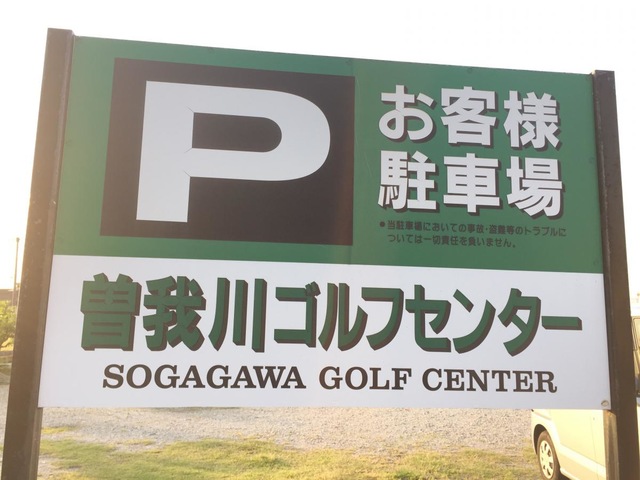 P
お客様
駐車場
＊当駐車場においての事故・盗難等のトラブルに
ついては一切責任を負いません。
曽我川ゴルフセンター
SOGAGAWA GOLF CENTER